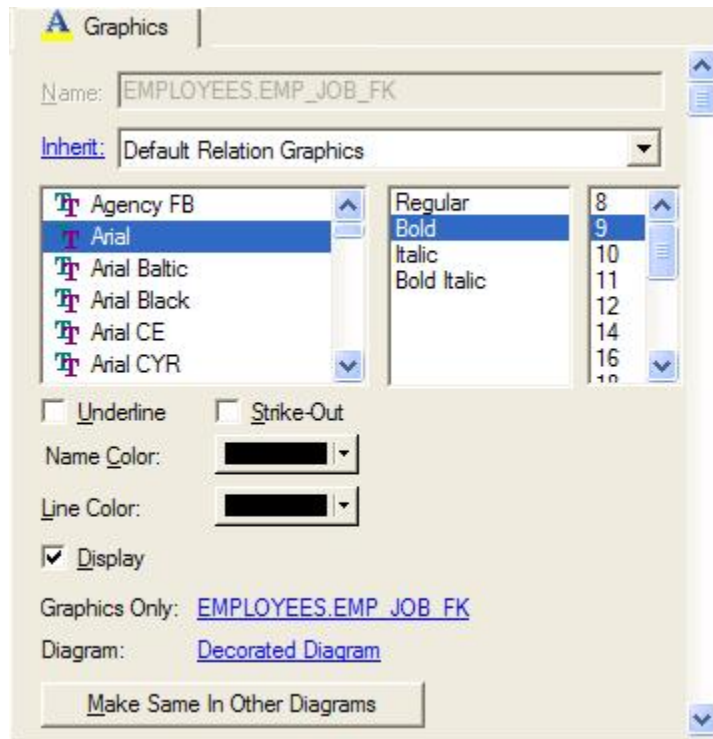 A Graphics
Name: EMPLOYEES.EMP_JOB_FK
Inherit: Default Relation Graphics
Agency FB
Arial
Arial Baltic
Arial Black
Arial CE
Arial CYR
Regular
Bold
Italic
Bold Italic
8
9
10
11
12
14
16
18
Underline Strike-Out
Name Color:
Line Color:
Display
Graphics Only: EMPLOYEES.EMP_JOB_FK
Diagram: Decorated Diagram
Make Same In Other Diagrams